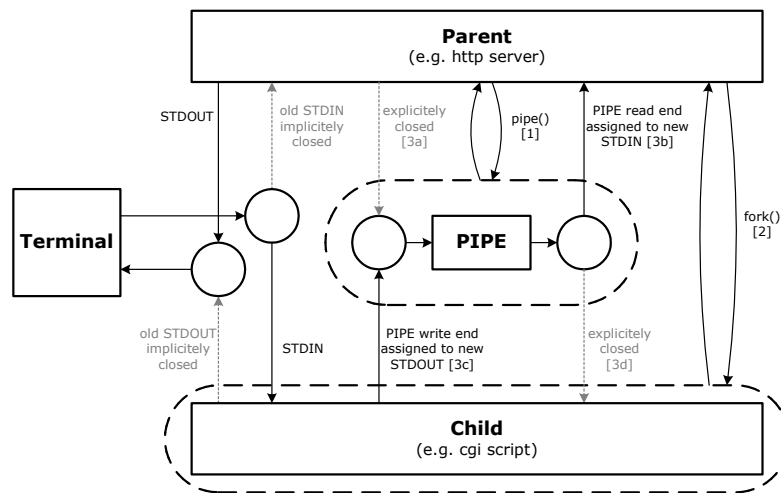 Parent
(e.g. http server)
STDOUT
old STDIN
implicitely
closed
explicitely
closed
[3a]
pipe()
[1]
PIPE read end
assigned to new
STDIN [3b]
fork()
[2]
Terminal
PIPE
old STDOUT
implicitely
closed
STDIN
PIPE write end
assigned to new
STDOUT [3c]
explicitely
closed
[3d]
Child
(e.g. cgi script)